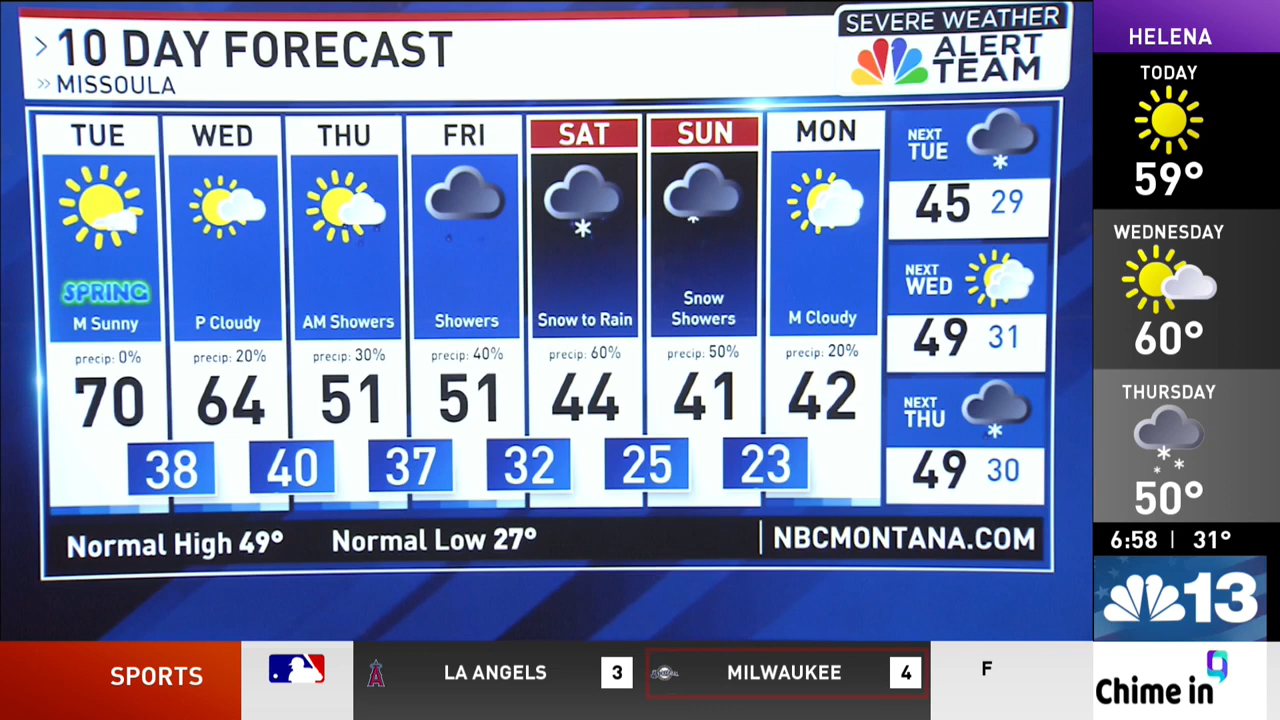 > 10 DAY FORECAST
» MISSOULA
SEVERE WEATHER
ALERT
TEAM
TUE
SPRING
M Sunny
precip: 0%
70
38
WED
P Cloudy
precip: 20%
64
40
THU
AM Showers
precip: 30%
51
37
FRI
Showers
precip: 40%
51
32
SAT
Snow to Rain
precip: 60%
44
25
SUN
Snow
Showers
precip: 50%
41
23
MON
M Cloudy
precip: 20%
42
NEXT
TUE
45 29
NEXT
WED
49 31
NEXT
THU
49 30
Normal High 49° Normal Low 27°
NBCMONTANA.COM
HELENA
TODAY
59°
WEDNESDAY
60°
THURSDAY
50°
6:58 | 31°
13
SPORTS
A LA ANGELS 3
MILWAUKEE 4
F
Chime in